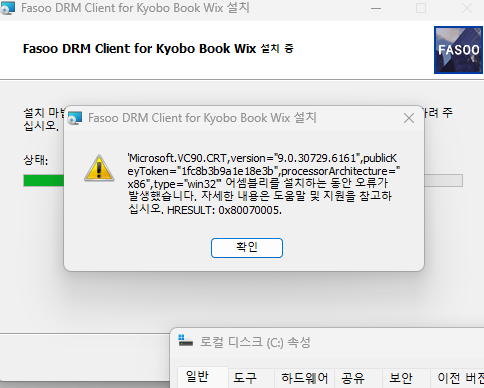 Fasoo DRM Client for Kyobo Book Wix 설치
Fasoo DRM Client for Kyobo Book Wix 설치 중
FASOO
설치 마법
려 주
십시오.
상태:
Fasoo DRM Client for Kyobo Book Wix 설치
'Microsoft.VC90.CRT,version="9.0.30729.6161",publicK
eyToken="1fc8b3b9a1e18e3b",processorArchitecture="
x86",type="win32"' 어셈블리를 설치하는 동안 오류가
발생했습니다. 자세한 내용은 도움말 및 지원을 참고하
십시오. HRESULT: 0x80070005.
확인
로컬 디스크 (C:) 속성
일반
도구
하드웨어
공유
보안
이전 버전